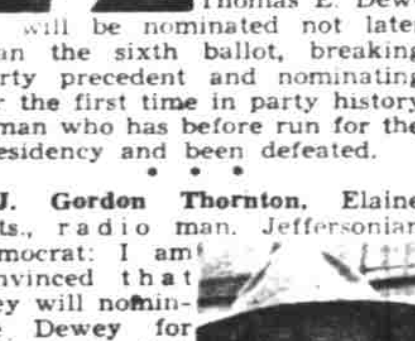 Thomas E. Dew
will be nominated not late
an the sixth ballot, breaking
rty precedent and nominating
r the first time in party history
man who has before run for the
esidency and been defeated.
* * *
J. Gordon Thornton, Elaine
ts., radio man. Jeffersonian
mocrat: I am
nvinced that
ey will nomin-
e Dewey for